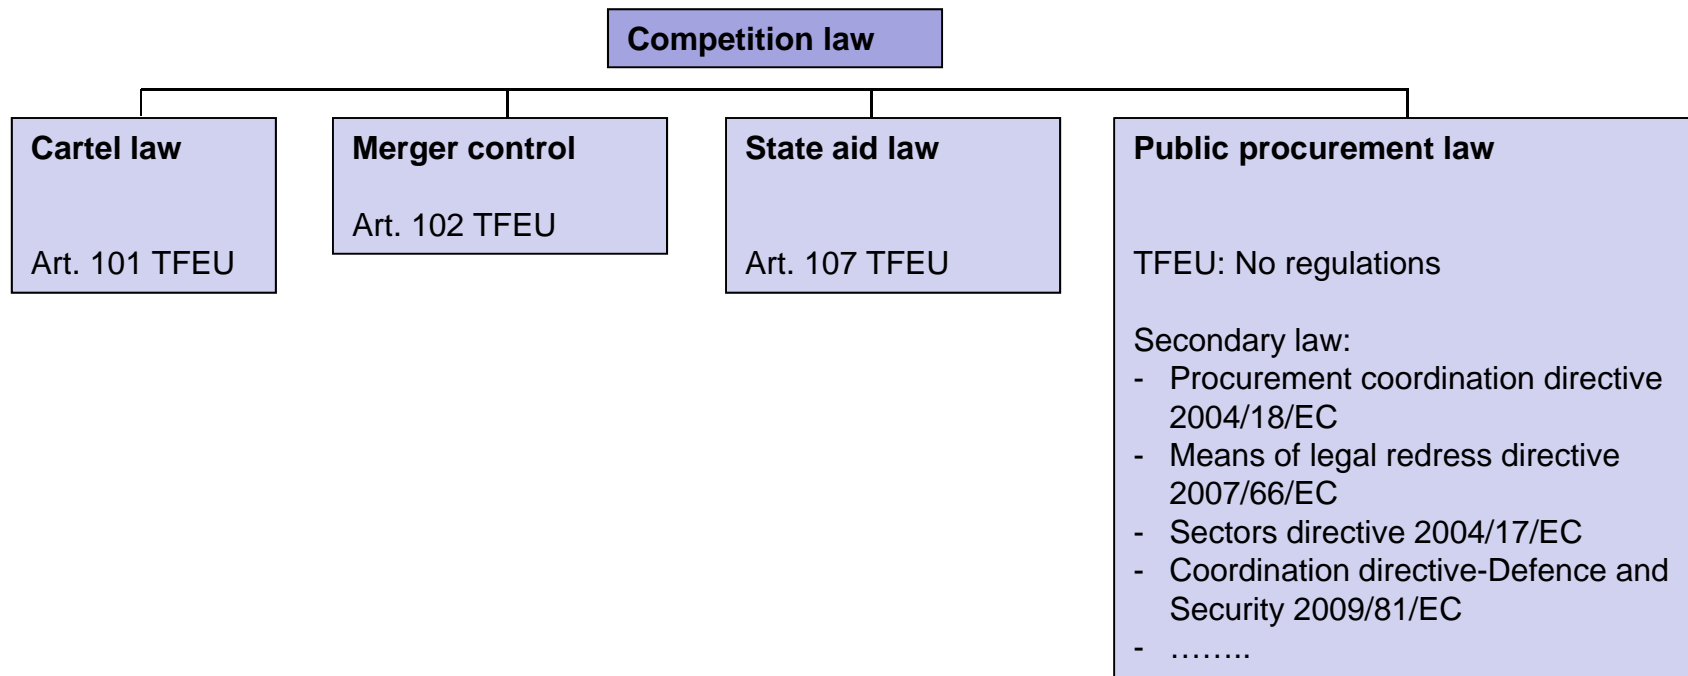 Competition law
Cartel law
Art. 101 TFEU
Merger control
Art. 102 TFEU
State aid law
Art. 107 TFEU
Public procurement law
TFEU: No regulations
Secondary law:
- Procurement coordination directive
2004/18/EC
- Means of legal redress directive
2007/66/EC
- Sectors directive 2004/17/EC
- Coordination directive-Defence and
Security 2009/81/EC
- ……..